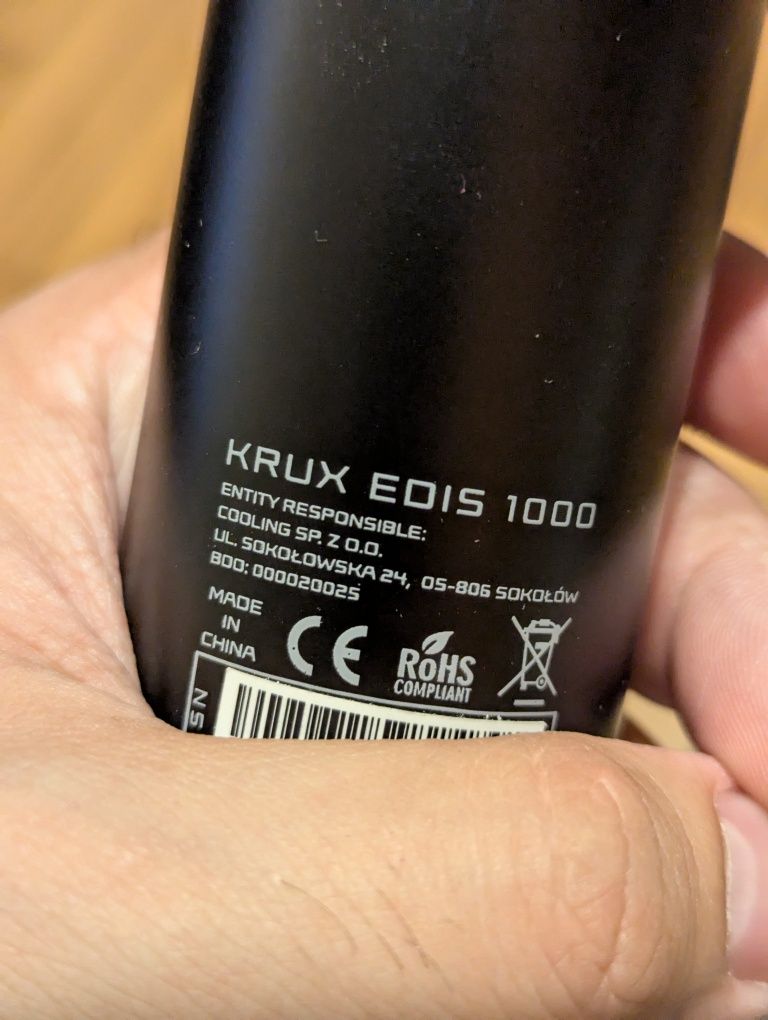 KRUX EDIS 1000
ENTITY RESPONSIBLE:
COOLING SP. Z O.O.
UL. SOKOŁOWSKA 24, 05-806 SOKOŁÓW
BDO: 000020025
MADE
IN
CHINA
CE
RoHS
COMPLIANT
S/N